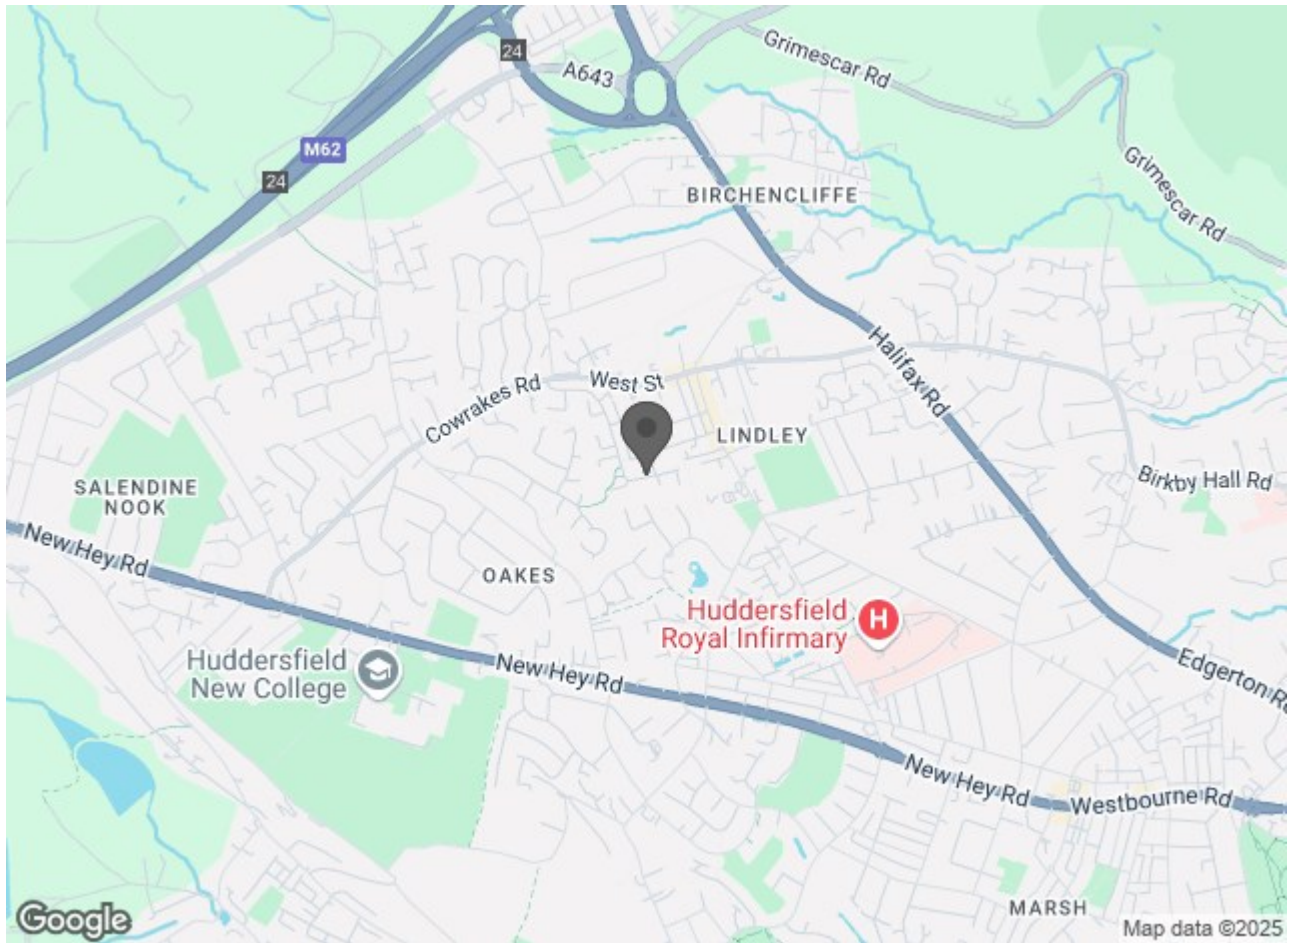 24
A643
Grimescar Rd
M62
24
Grimescar Rd
BIRCHENCLIFFE
Halifax Rd
West St
Cowrakes Rd
LINDLEY
Birkby Hall Rd
SALENDINE
NOOK
New Hey Rd
OAKES
Huddersfield
Royal Infirmary
H
Huddersfield
New College
New Hey Rd
Edgerton Rd
New Hey Rd
Westbourne Rd
MARSH
Google
Map data ©2025